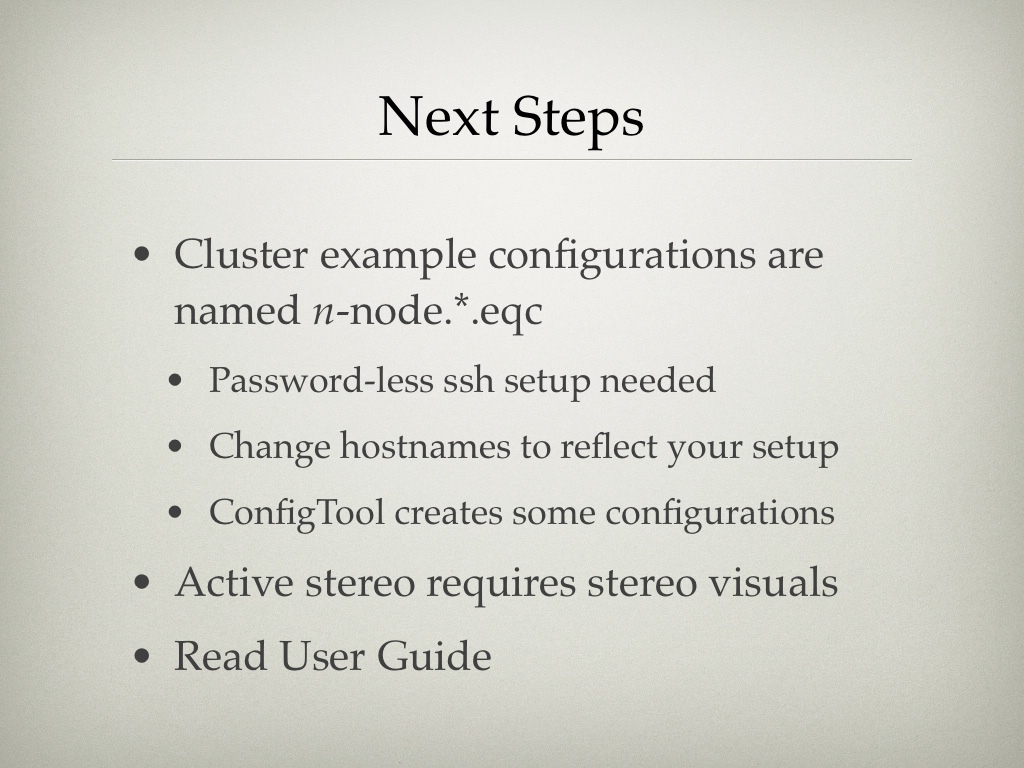 Next Steps
• Cluster example configurations are
named n-node.*.eqc
• Password-less ssh setup needed
• Change hostnames to reflect your setup
• ConfigTool creates some configurations
• Active stereo requires stereo visuals
• Read User Guide